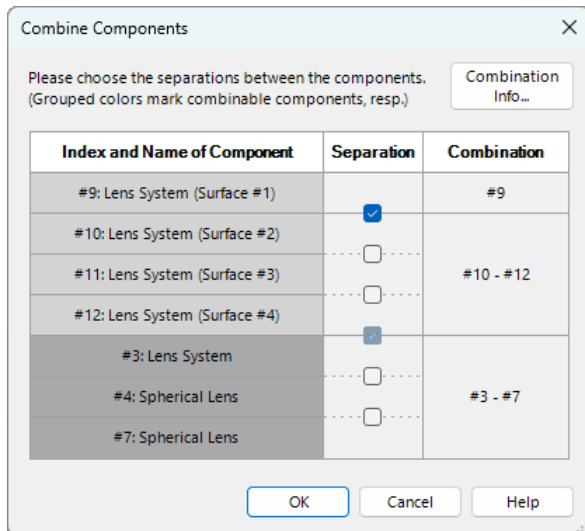 Combine Components
Please choose the separations between the components.
(Grouped colors mark combinable components, resp.)
Combination
Info...
Index and Name of Component
Separation
Combination
#9: Lens System (Surface #1)
#9
#10: Lens System (Surface #2)
#11: Lens System (Surface #3)
#10 - #12
#12: Lens System (Surface #4)
#3: Lens System
#4: Spherical Lens
#3 - #7
#7: Spherical Lens
OK
Cancel
Help